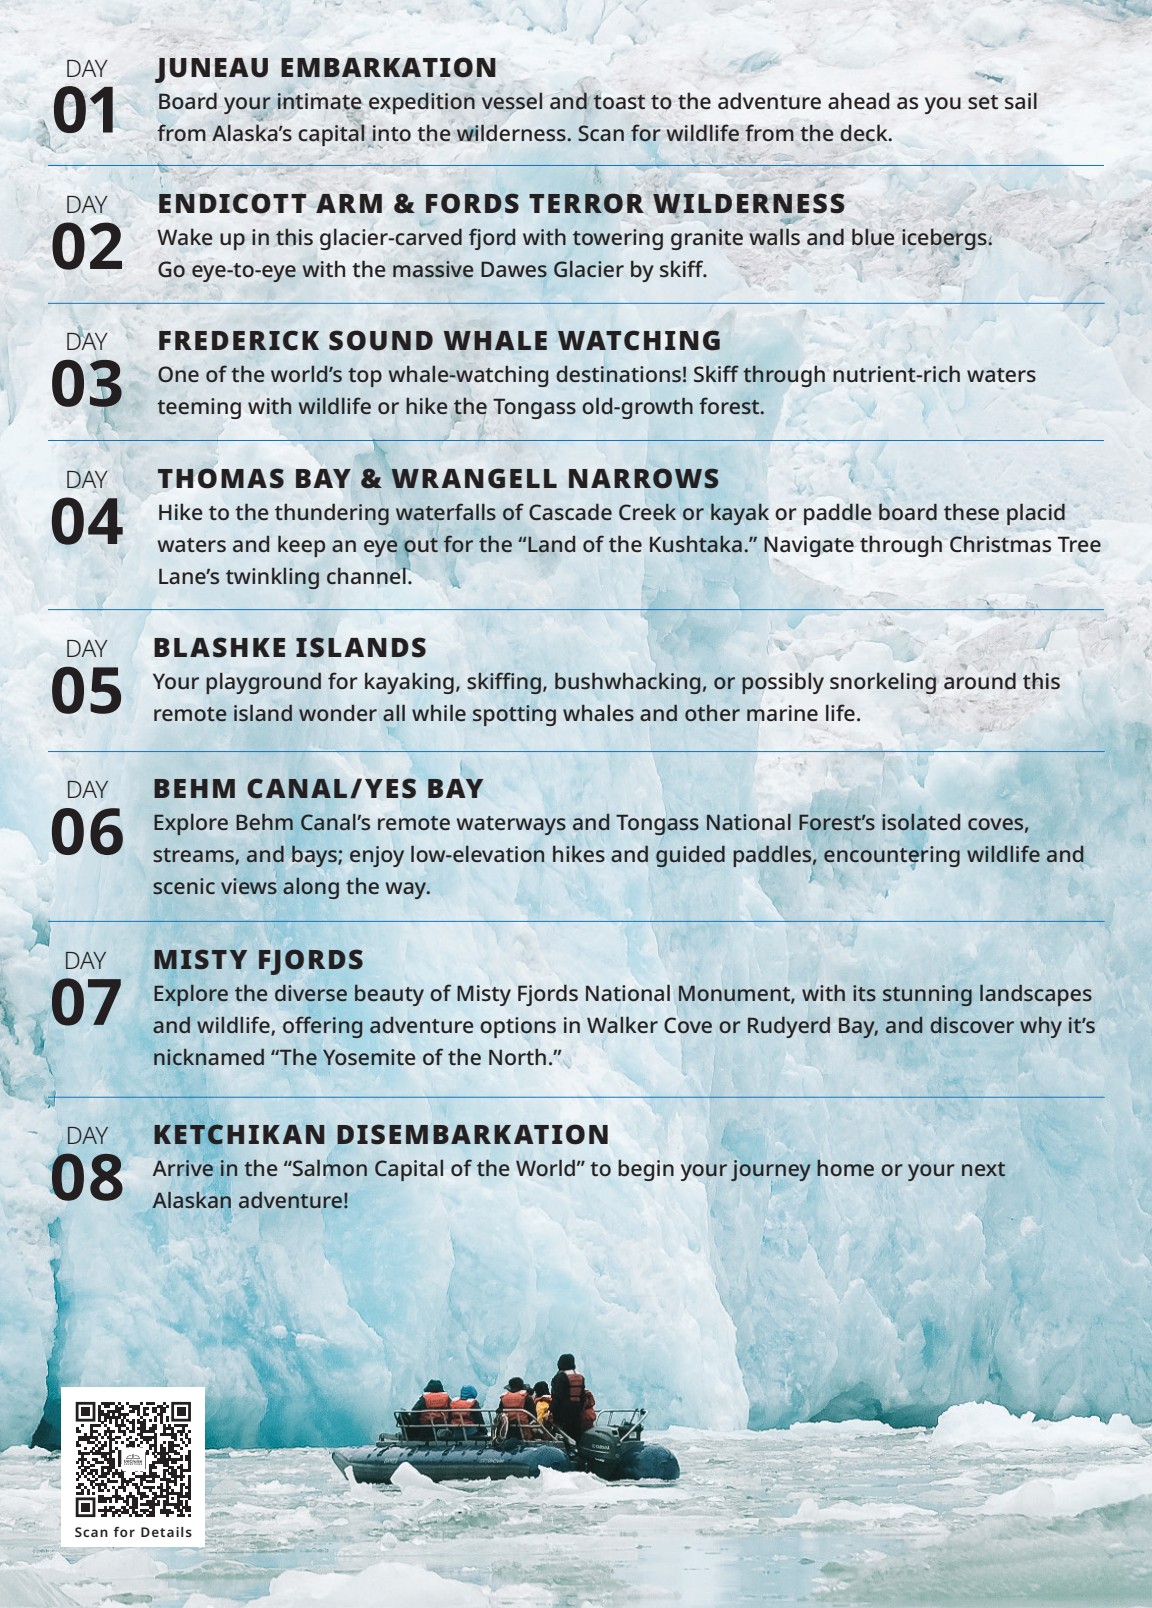 DAY
01
JUNEAU EMBARKATION
Board your intimate expedition vessel and toast to the adventure ahead as you set sail
from Alaska’s capital into the wilderness. Scan for wildlife from the deck.
DAY
02
ENDICOTT ARM & FORDS TERROR WILDERNESS
Wake up in this glacier-carved fjord with towering granite walls and blue icebergs.
Go eye-to-eye with the massive Dawes Glacier by skiff.
DAY
03
FREDERICK SOUND WHALE WATCHING
One of the world’s top whale-watching destinations! Skiff through nutrient-rich waters
teeming with wildlife or hike the Tongass old-growth forest.
DAY
04
THOMAS BAY & WRANGELL NARROWS
Hike to the thundering waterfalls of Cascade Creek or kayak or paddle board these placid
waters and keep an eye out for the “Land of the Kushtaka.” Navigate through Christmas Tree
Lane’s twinkling channel.
DAY
05
BLASHKE ISLANDS
Your playground for kayaking, skiffing, bushwhacking, or possibly snorkeling around this
remote island wonder all while spotting whales and other marine life.
DAY
06
BEHM CANAL/YES BAY
Explore Behm Canal’s remote waterways and Tongass National Forest’s isolated coves,
streams, and bays; enjoy low-elevation hikes and guided paddles, encountering wildlife and
scenic views along the way.
DAY
07
MISTY FJORDS
Explore the diverse beauty of Misty Fjords National Monument, with its stunning landscapes
and wildlife, offering adventure options in Walker Cove or Rudyerd Bay, and discover why it’s
nicknamed “The Yosemite of the North.”
DAY
08
KETCHIKAN DISEMBARKATION
Arrive in the “Salmon Capital of the World” to begin your journey home or your next
Alaskan adventure!
YAMAHA
Scan for Details